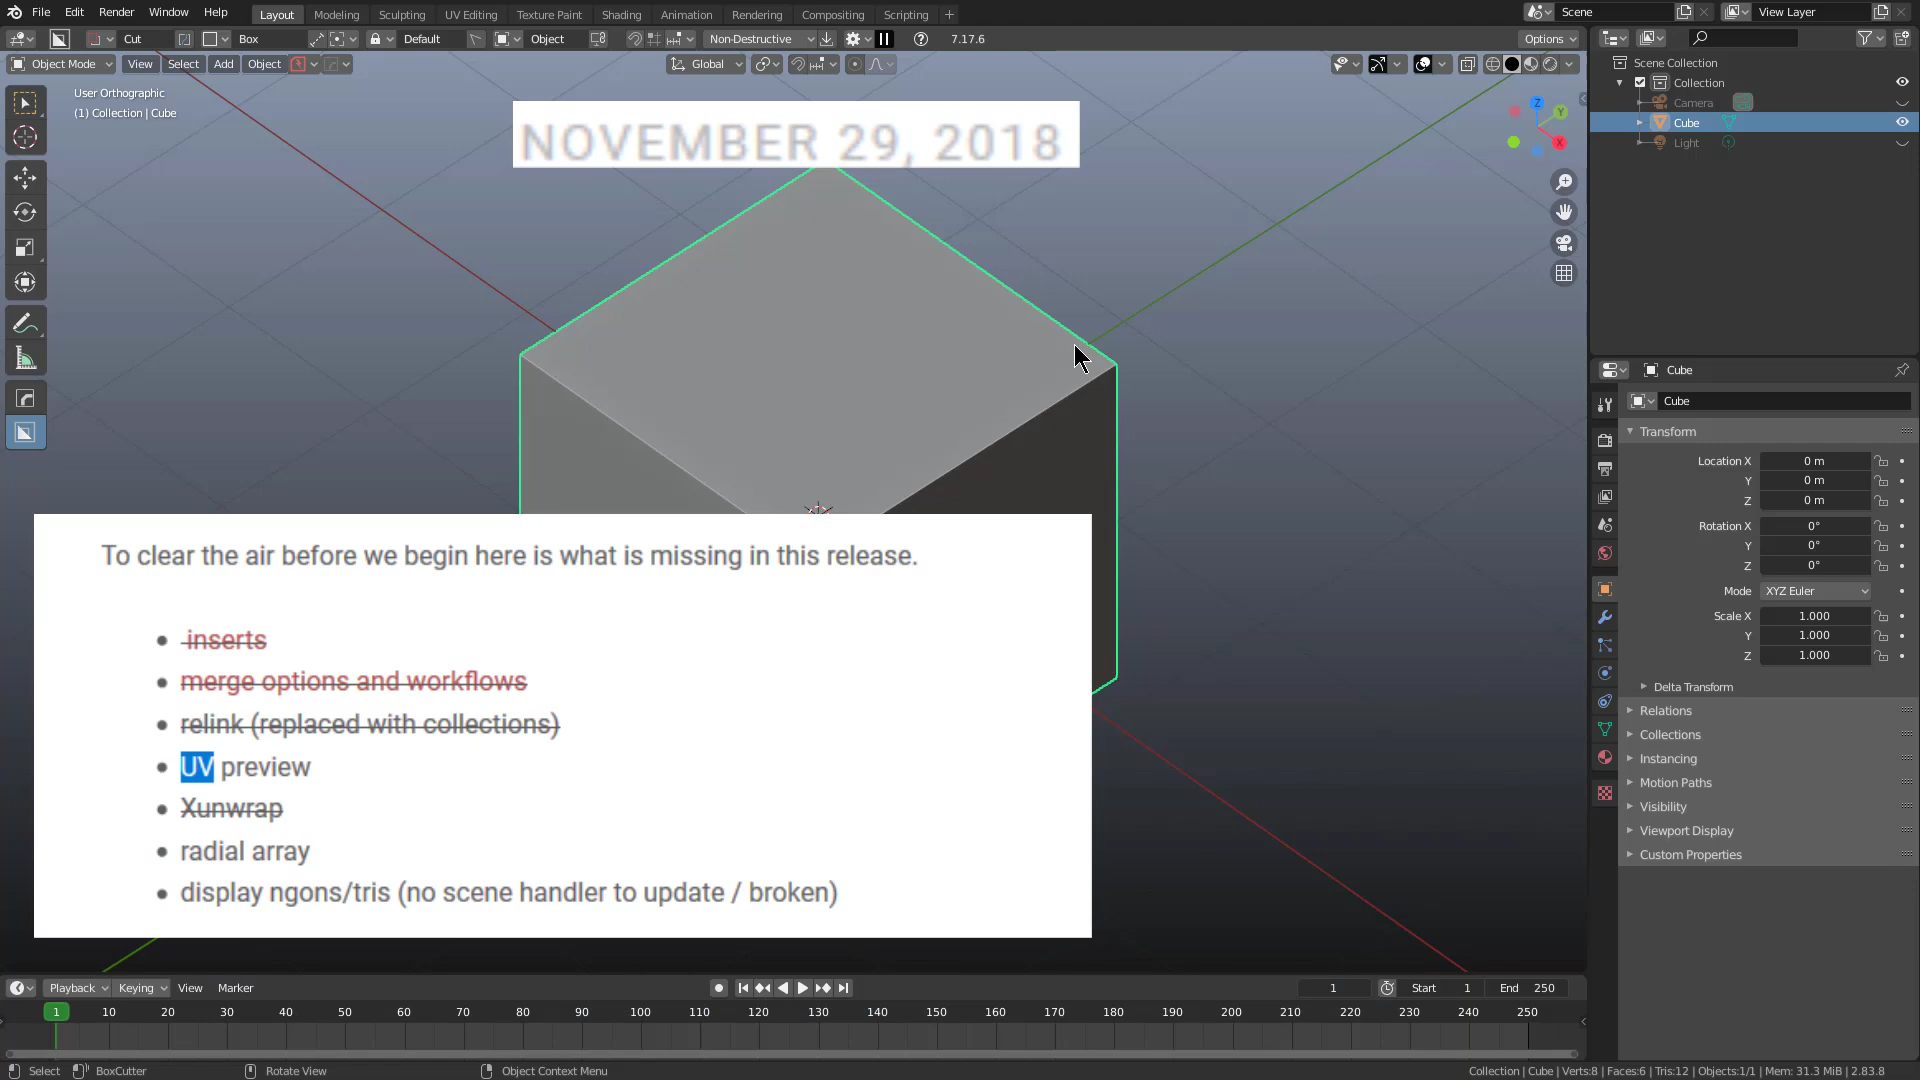 File Edit Render Window Help Layout Modeling Sculpting UV Editing Texture Paint Shading Animation Rendering Compositing Scripting + Scene View Layer
Cut Box Default Object Non-Destructive 7.17.6 Options
Object Mode View Select Add Object Global
User Orthographic
(1) Collection | Cube
NOVEMBER 29, 2018
To clear the air before we begin here is what is missing in this release.
inserts
merge options and workflows
relink (replaced with collections)
UV preview
Xunwrap
radial array
display ngons/tris (no scene handler to update / broken)
Z
Y
X
Scene Collection
Collection
Camera
Cube
Light
Cube
Cube
Transform
Location X 0 m
Y 0 m
Z 0 m
Rotation X 0°
Y 0°
Z 0°
Mode XYZ Euler
Scale X 1.000
Y 1.000
Z 1.000
Delta Transform
Relations
Collections
Instancing
Motion Paths
Visibility
Viewport Display
Custom Properties
Playback Keying View Marker 1 Start 1 End 250
1 10 20 30 40 50 60 70 80 90 100 110 120 130 140 150 160 170 180 190 200 210 220 230 240 250
Select BoxCutter Rotate View Object Context Menu Collection | Cube | Verts:8 | Faces:6 | Tris:12 | Objects:1/1 | Mem: 31.3 MiB | 2.83.8